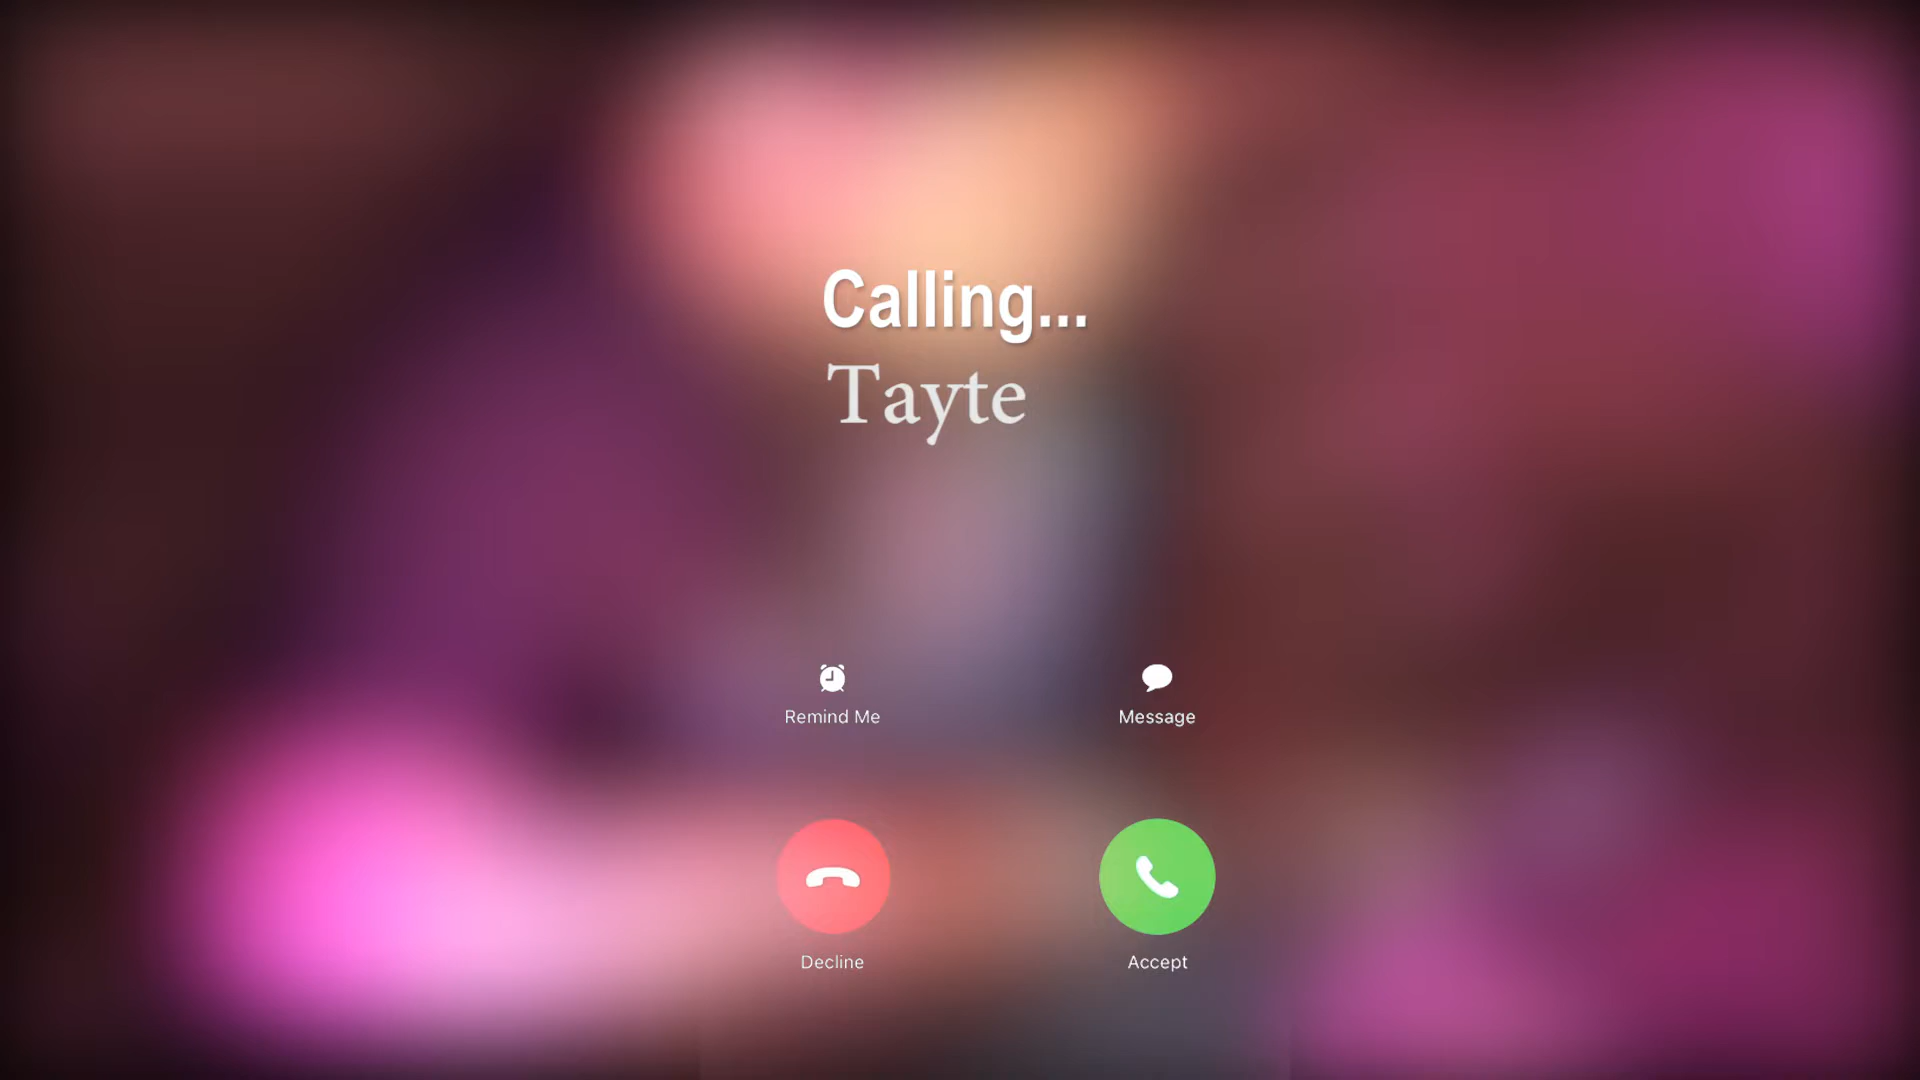 Calling...
Tayte
Remind Me
Message
Decline
Accept